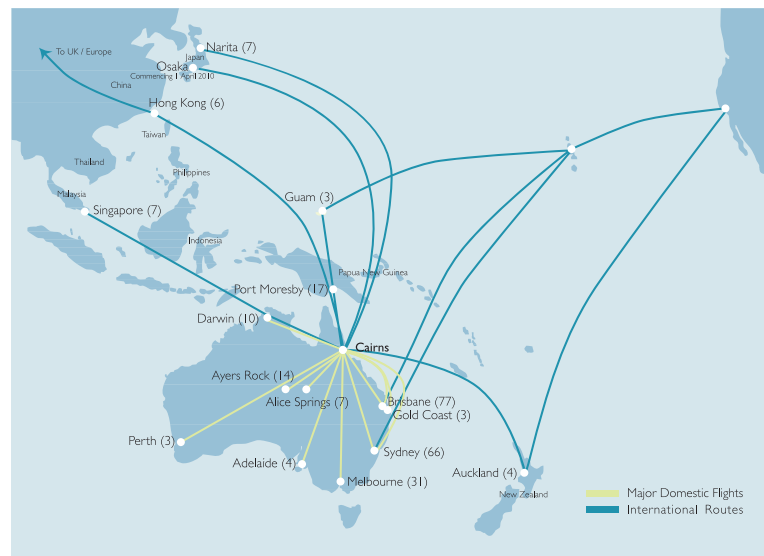 Narita (7)
To UK / Europe
Japan
Osaka
Commencing 1 April 2010
China
Hong Kong (6)
Taiwan
Thailand
Philippines
Malaysia
Guam (3)
Singapore (7)
Indonesia
Papua New Guinea
Port Moresby (17)
Darwin (10)
Cairns
Ayers Rock (14)
Alice Springs (7)
Brisbane (77)
Gold Coast (3)
Perth (3)
Sydney (66)
Adelaide (4)
Auckland (4)
Melbourne (31)
New Zealand
Major Domestic Flights
International Routes